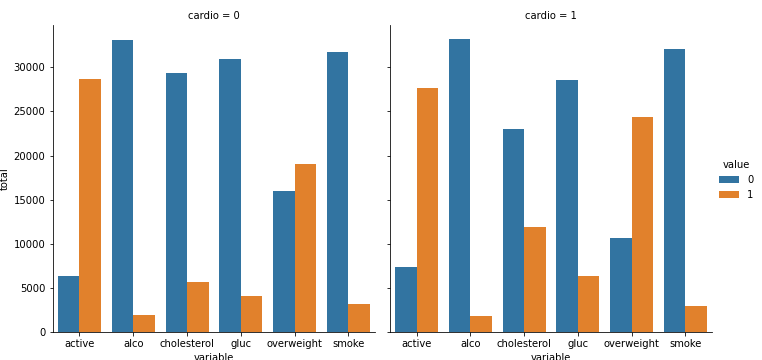 cardio = 0
cardio = 1
total
30000
25000
20000
15000
10000
5000
0
active alco cholesterol gluc overweight smoke
variable
active alco cholesterol gluc overweight smoke
variable
value
0
1